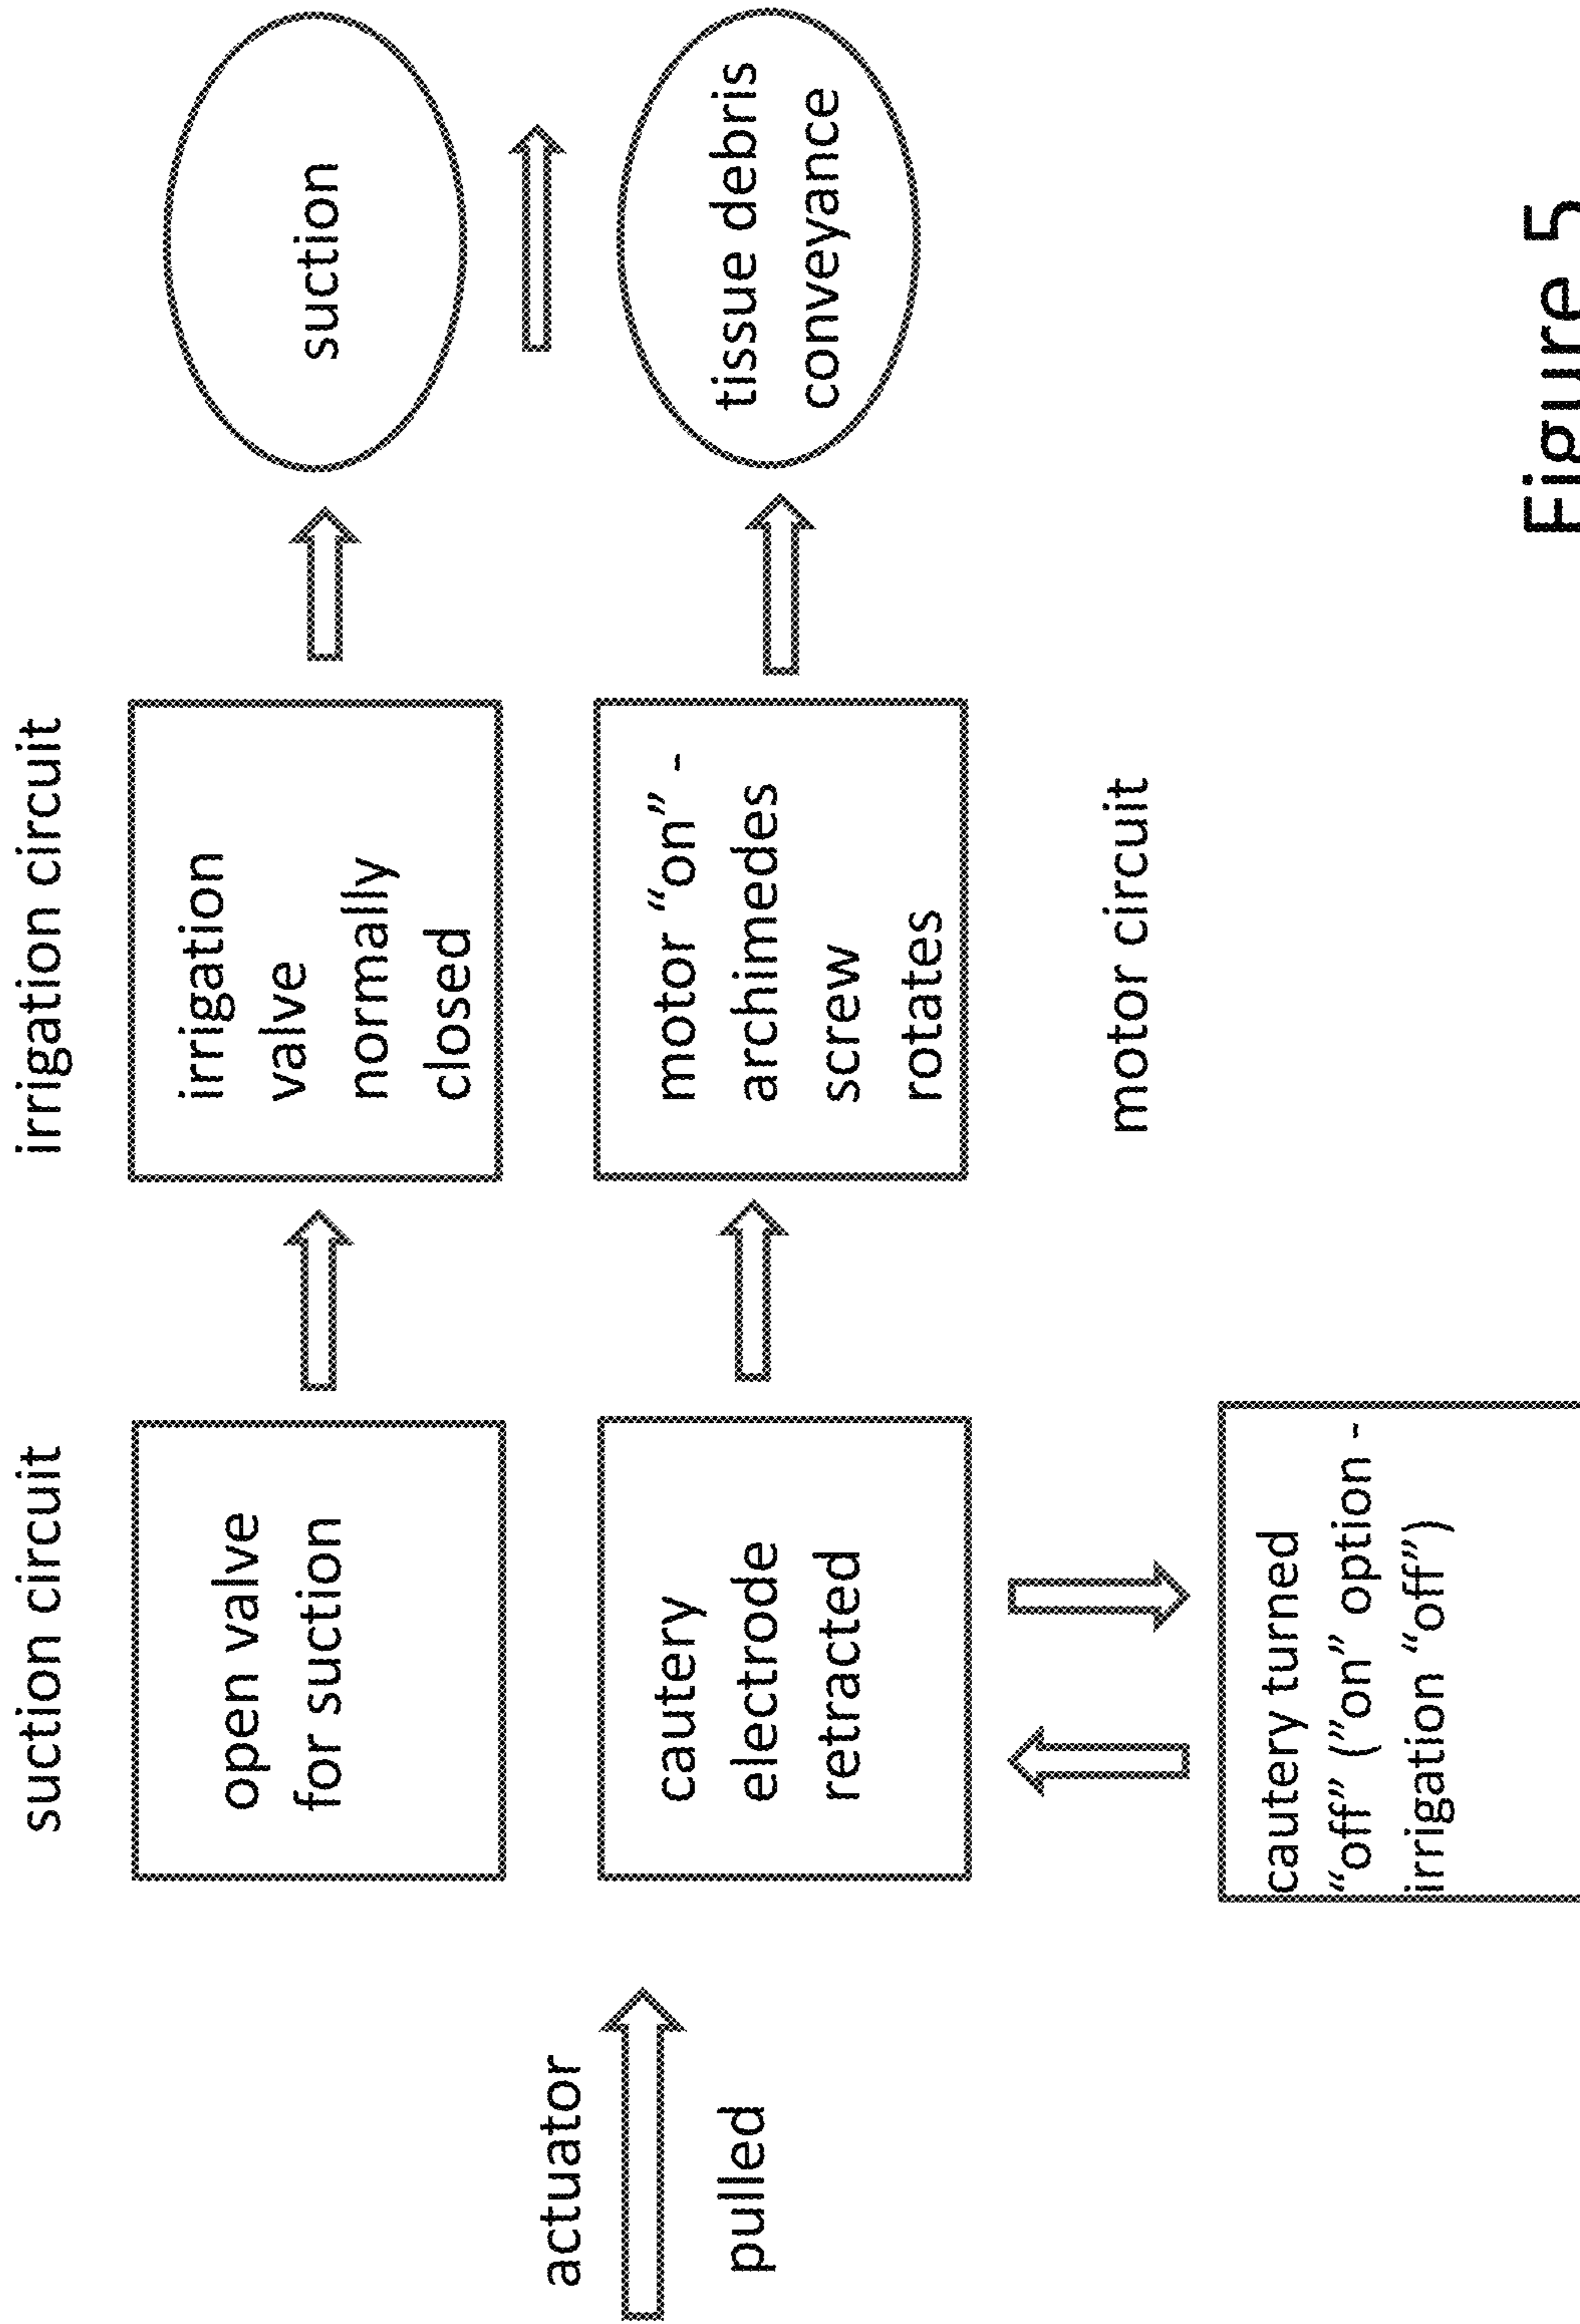 suction circuit
irrigation circuit
open valve
for suction
irrigation
valve
normally
closed
suction
actuator
pulled
cautery
electrode
retracted
motor “on” -
archimedes
screw
rotates
tissue debris
conveyance
motor circuit
cautery turned
“off” (”on” option -
irrigation “off”)
Figure 5